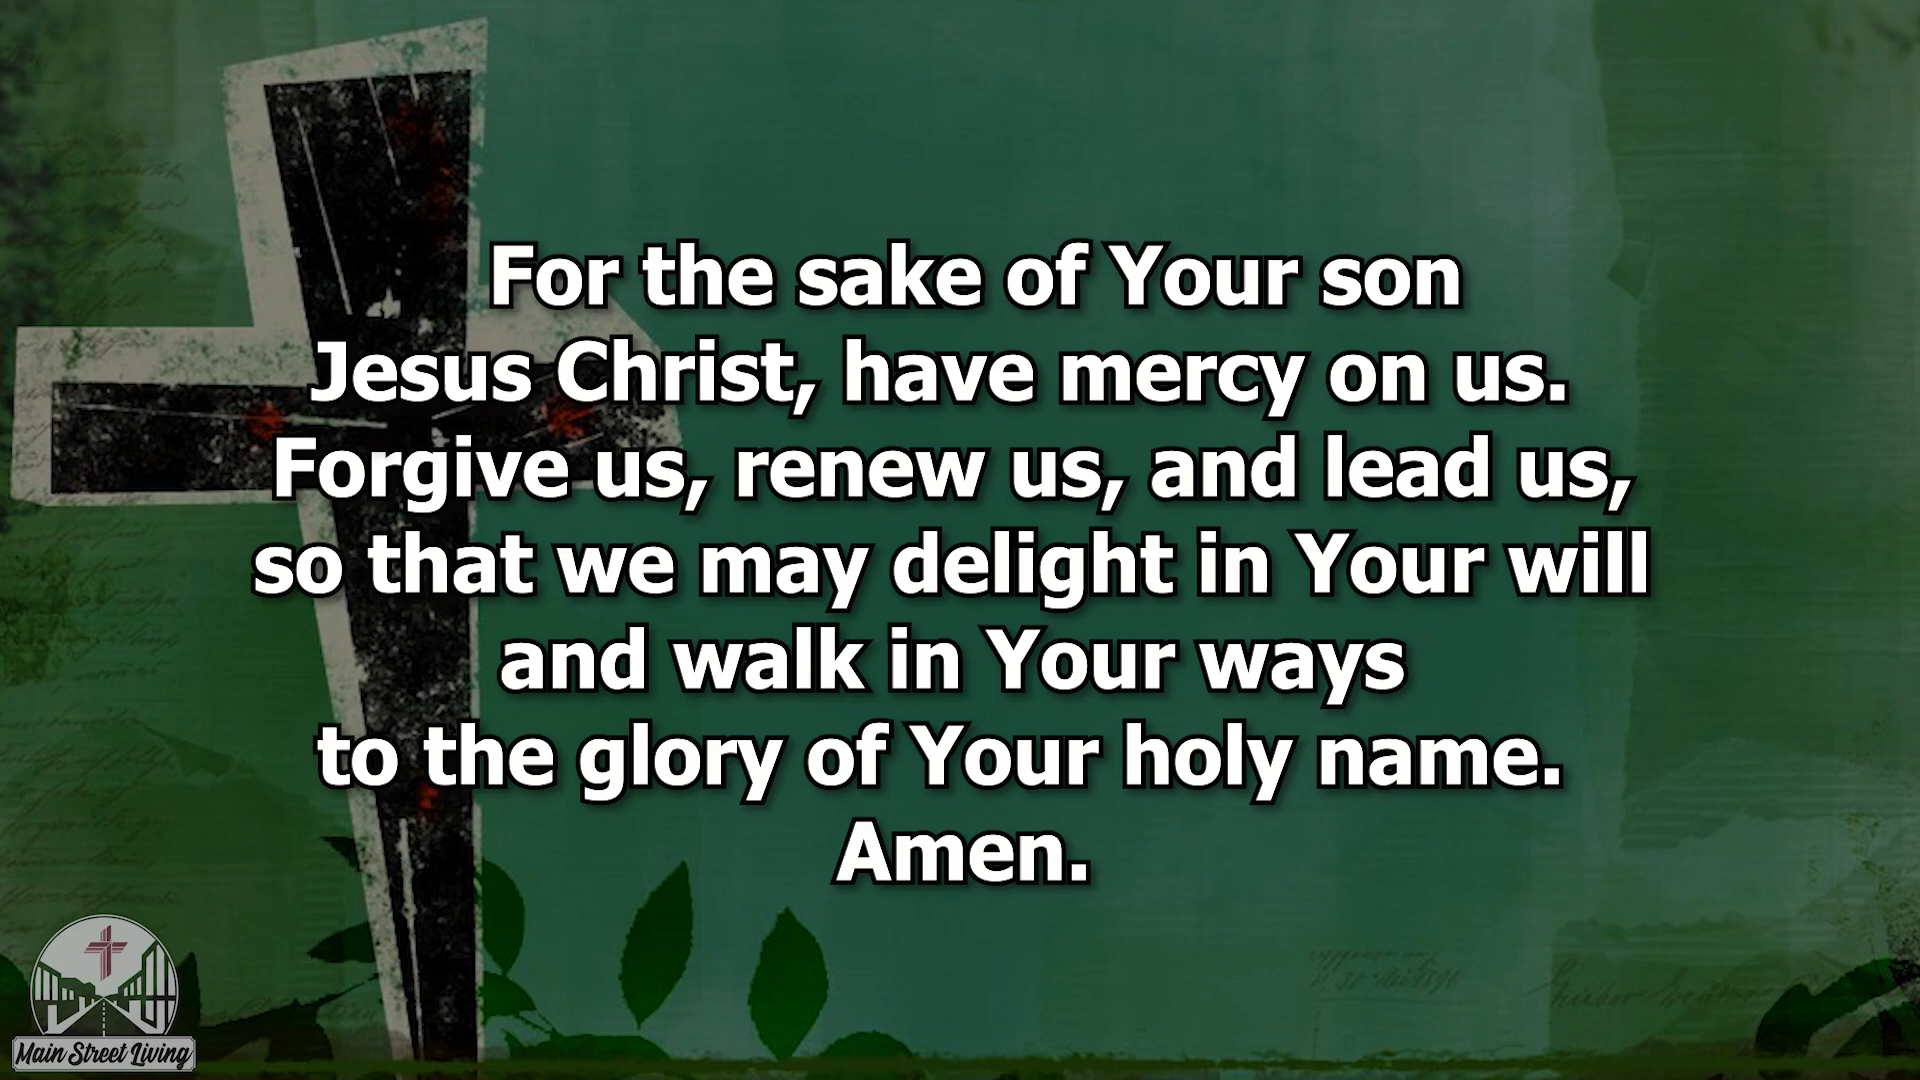 For the sake of Your son
Jesus Christ, have mercy on us.
Forgive us, renew us, and lead us,
so that we may delight in Your will
and walk in Your ways
to the glory of Your holy name.
Amen.
Main Street Living